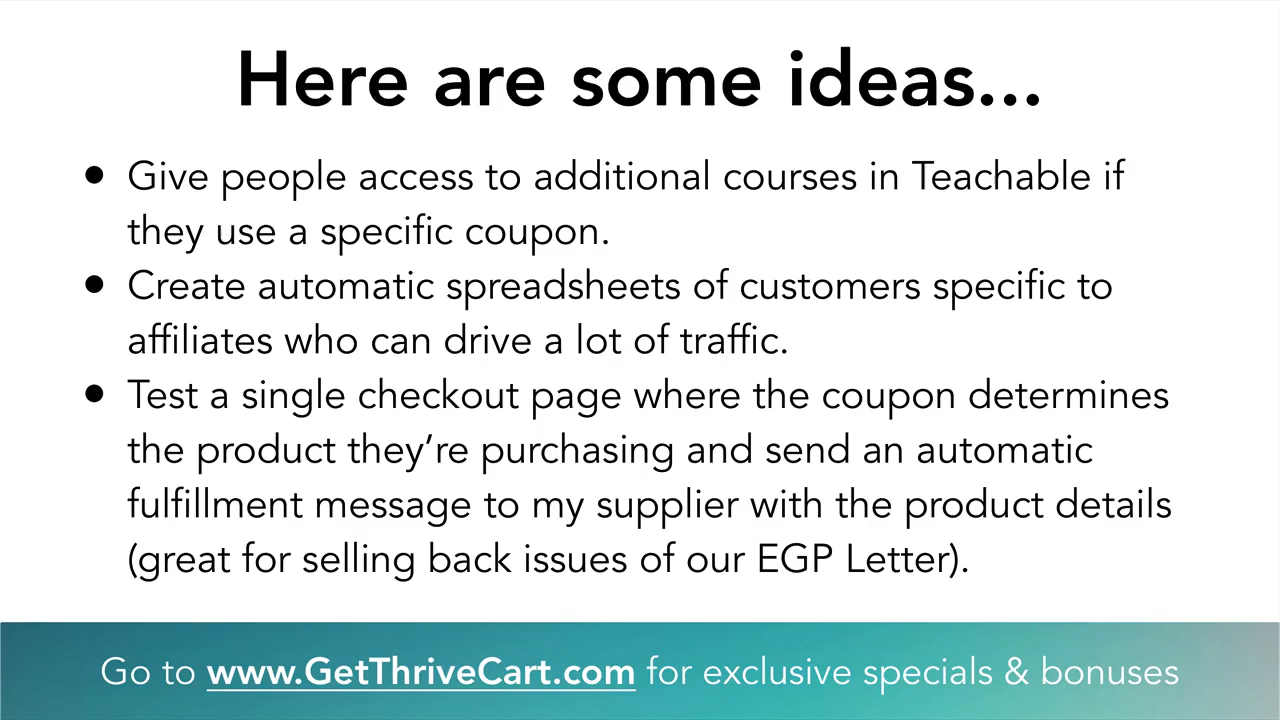 Here are some ideas...
• Give people access to additional courses in Teachable if
they use a specific coupon.
• Create automatic spreadsheets of customers specific to
affiliates who can drive a lot of traffic.
• Test a single checkout page where the coupon determines
the product they’re purchasing and send an automatic
fulfillment message to my supplier with the product details
(great for selling back issues of our EGP Letter).
Go to www.GetThriveCart.com for exclusive specials & bonuses